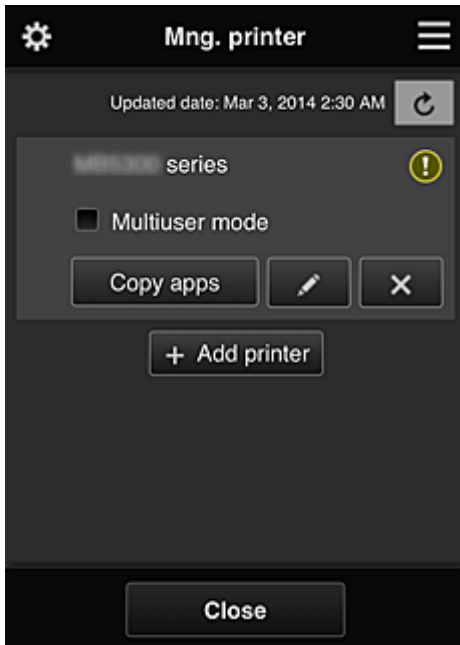 Mng. printer
Updated date: Mar 3, 2014 2:30 AM
series
Multiuser mode
Copy apps
+ Add printer
Close